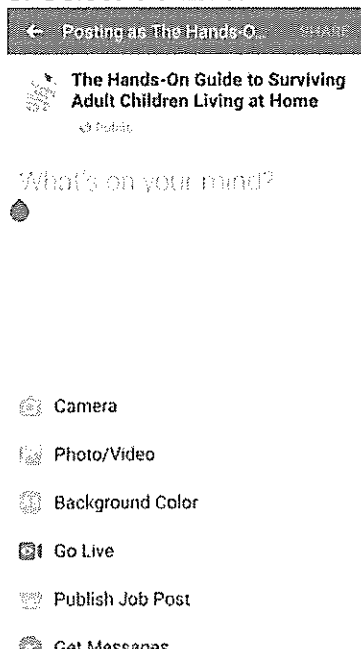 ← Posting as The Hands-O... SHARE
The Hands-On Guide to Surviving
Adult Children Living at Home
Public
What's on your mind?
Camera
Photo/Video
Background Color
Go Live
Publish Job Post
Get Messages